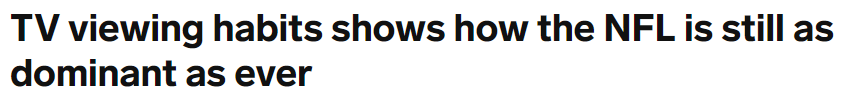 TV viewing habits shows how the NFL is still as
dominant as ever